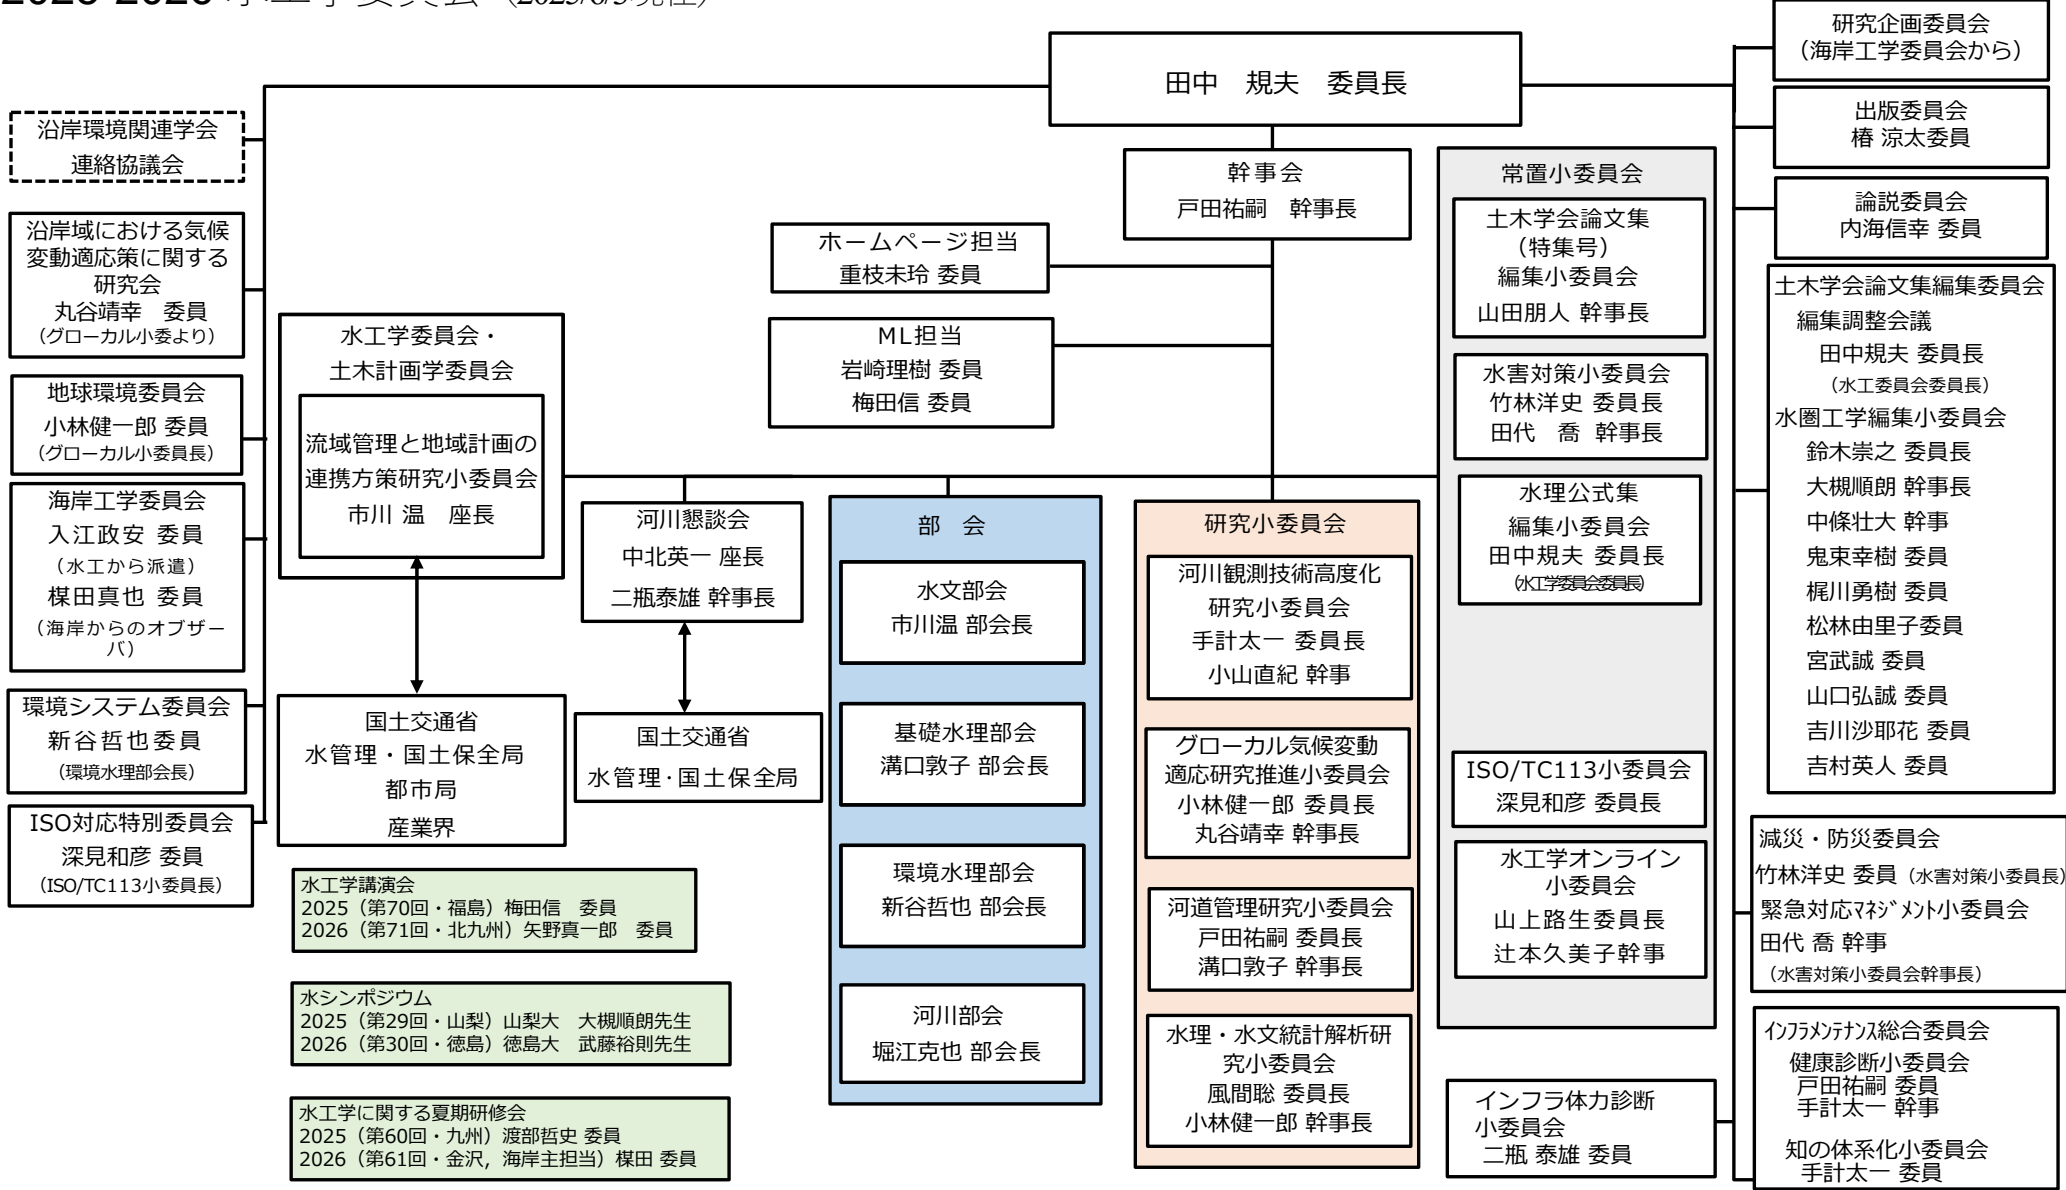 2025-2026水工学委員会（2025/6/5現在）
田中　規夫　委員長
幹事会
戸田祐嗣　幹事長
ホームページ担当
重枝未玲 委員
ML担当
岩崎理樹 委員
梅田信 委員
沿岸環境関連学会
連絡協議会
沿岸域における気候
変動適応策に関する
研究会
丸谷靖幸　委員
（グローカル小委より）
地球環境委員会
小林健一郎 委員
（グローカル小委員長）
海岸工学委員会
入江政安 委員
（水工から派遣）
楳田真也 委員
（海岸からのオブザー
バ）
環境システム委員会
新谷哲也委員
（環境水理部会長）
ISO対応特別委員会
深見和彦 委員
（ISO/TC113小委員長）
水工学委員会・
土木計画学委員会
流域管理と地域計画の
連携方策研究小委員会
市川 温　座長
国土交通省
水管理・国土保全局
都市局
産業界
河川懇談会
中北英一 座長
二瓶泰雄 幹事長
国土交通省
水管理・国土保全局
水工学講演会
2025（第70回・福島）梅田信　委員
2026（第71回・北九州）矢野真一郎　委員
水シンポジウム
2025（第29回・山梨）山梨大　大槻順朗先生
2026（第30回・徳島）徳島大　武藤裕則先生
水工学に関する夏期研修会
2025（第60回・九州）渡部哲史 委員
2026（第61回・金沢，海岸主担当）楳田 委員
部　会
水文部会
市川温 部会長
基礎水理部会
溝口敦子 部会長
環境水理部会
新谷哲也 部会長
河川部会
堀江克也 部会長
研究小委員会
河川観測技術高度化
研究小委員会
手計太一 委員長
小山直紀 幹事
グローカル気候変動
適応研究推進小委員会
小林健一郎 委員長
丸谷靖幸 幹事長
河道管理研究小委員会
戸田祐嗣 委員長
溝口敦子 幹事長
水理・水文統計解析研
究小委員会
風間聡 委員長
小林健一郎 幹事長
常置小委員会
土木学会論文集
（特集号）
編集小委員会
山田朋人 幹事長
水害対策小委員会
竹林洋史 委員長
田代　喬 幹事長
水理公式集
編集小委員会
田中規夫 委員長
（水工学委員会委員長）
ISO/TC113小委員会
深見和彦 委員長
水工学オンライン
小委員会
山上路生委員長
辻本久美子幹事
インフラ体力診断
小委員会
二瓶 泰雄 委員
研究企画委員会
（海岸工学委員会から）
出版委員会
椿 涼太委員
論説委員会
内海信幸 委員
土木学会論文集編集委員会
編集調整会議
田中規夫 委員長
（水工委員会委員長）
水圏工学編集小委員会
鈴木崇之 委員長
大槻順朗 幹事長
中條壮大 幹事
鬼束幸樹 委員
梶川勇樹 委員
松林由里子委員
宮武誠 委員
山口弘誠 委員
吉川沙耶花 委員
吉村英人 委員
減災・防災委員会
竹林洋史 委員（水害対策小委員長）
緊急対応ﾏﾈｼﾞﾒﾝﾄ小委員会
田代 喬 幹事
（水害対策小委員会幹事長）
ｲﾝﾌﾗﾒﾝﾃﾅﾝｽ総合委員会
健康診断小委員会
戸田祐嗣 委員
手計太一 幹事
知の体系化小委員会
手計太一 委員